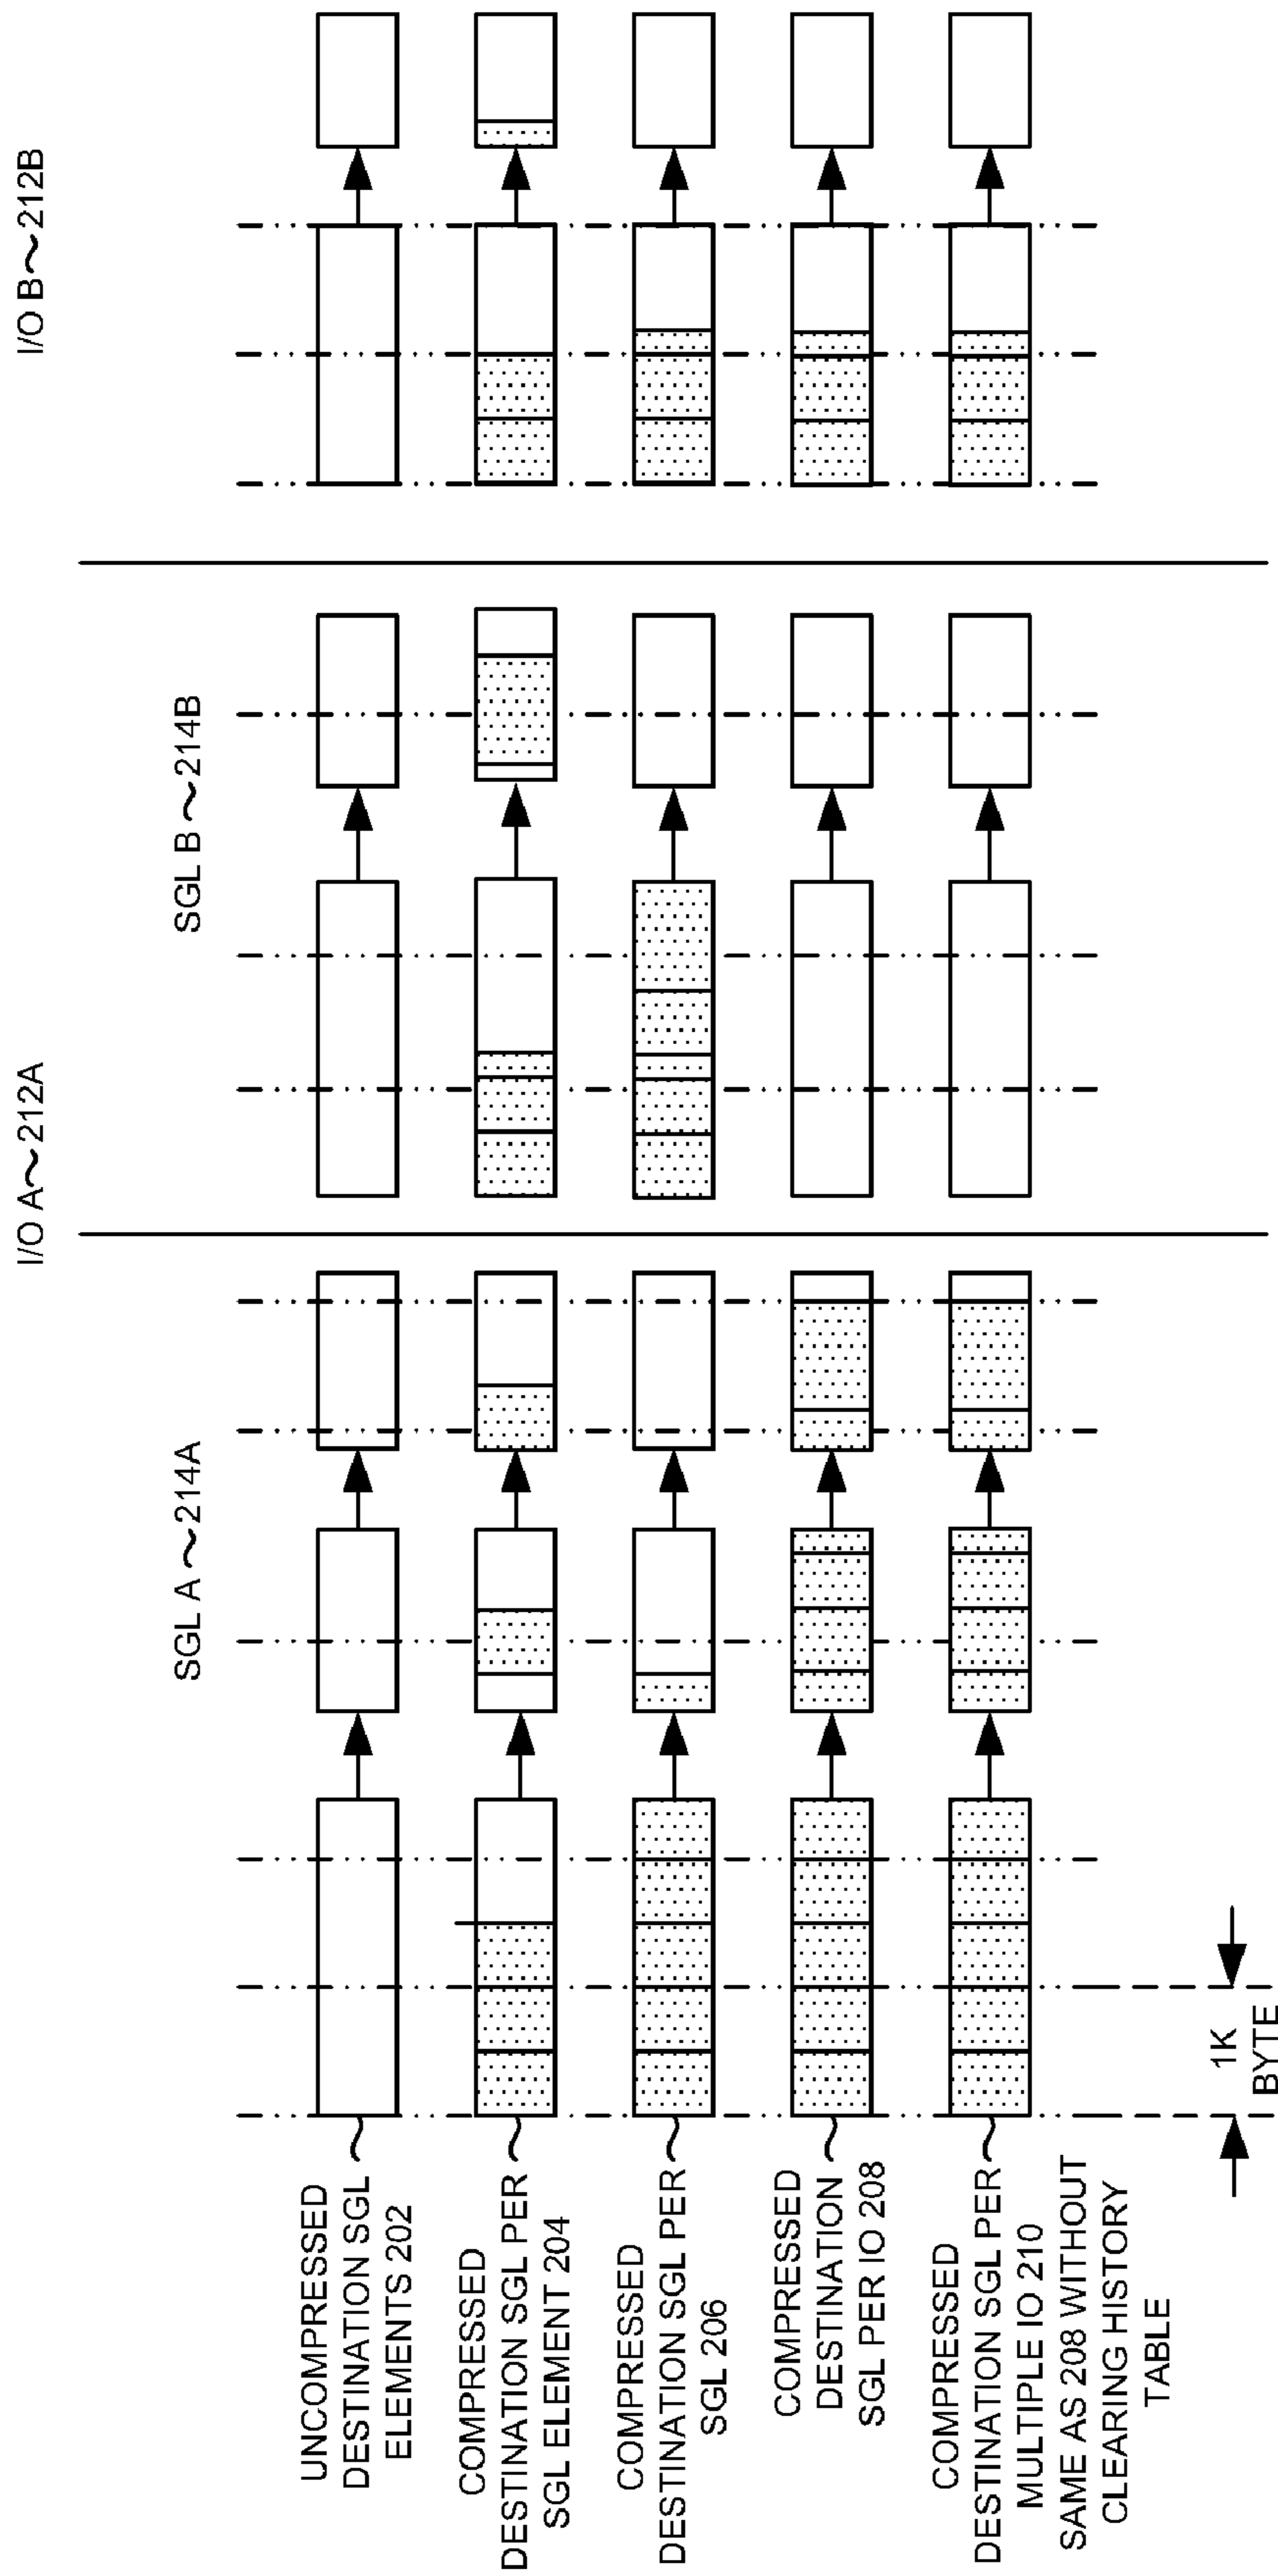 I/O A~212A
I/O B~212B
SGL A ~214A
SGL B ~214B
UNCOMPRESSED
DESTINATION SGL
ELEMENTS 202
COMPRESSED
DESTINATION SGL PER
SGL ELEMENT 204
COMPRESSED
DESTINATION SGL PER
SGL 206
COMPRESSED
DESTINATION
SGL PER IO 208
COMPRESSED
DESTINATION SGL PER
MULTIPLE IO 210
SAME AS 208 WITHOUT
CLEARING HISTORY
TABLE
1K
BYTE